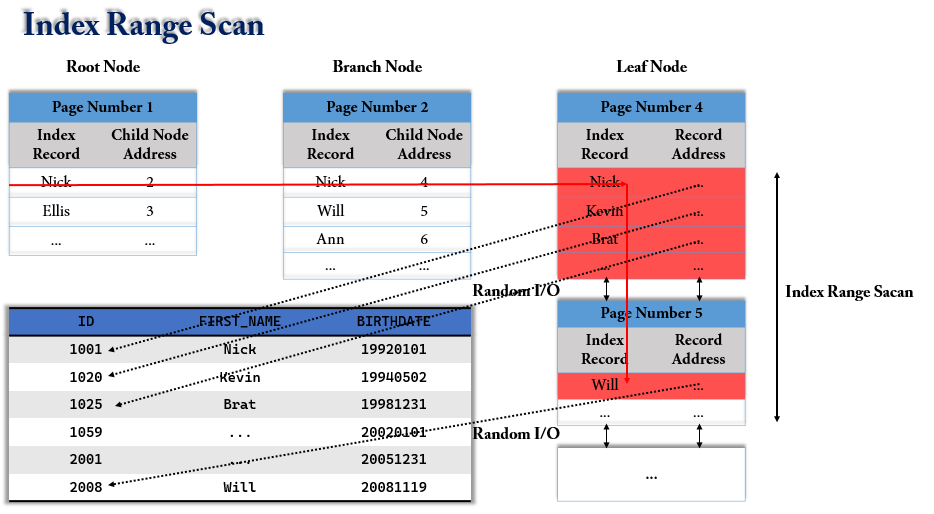 Index Range Scan
Root Node
Page Number 1
Index Record Child Node Address
Nick 2
Ellis 3
... ...
Branch Node
Page Number 2
Index Record Child Node Address
Nick 4
Will 5
Ann 6
... ...
Leaf Node
Page Number 4
Index Record Record Address
Nick ...
Kevin ...
Brat ...
... ...
Random I/O
Page Number 5
Index Record Record Address
Will ...
... ...
Random I/O
...
Index Range Sacan
ID FIRST_NAME BIRTHDATE
1001 Nick 19920101
1020 Kevin 19940502
1025 Brat 19981231
1059 ... 20020101
2001 ... 20051231
2008 Will 20081119